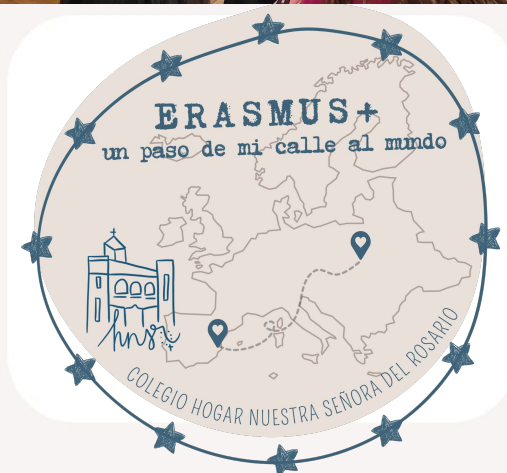 ERASMUS+
un paso de mi calle al mundo
hnsr
COLEGIO HOGAR NUESTRA SEÑORA DEL ROSARIO